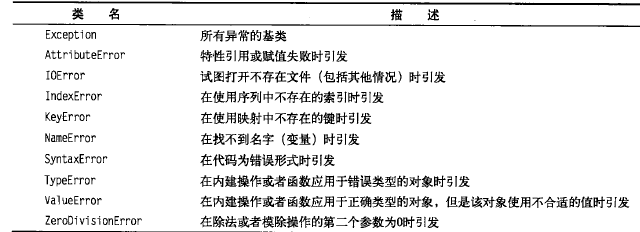 类 名 描 述
Exception 所有异常的基类
AttributeError 特性引用或赋值失败时引发
IOError 试图打开不存在文件（包括其他情况）时引发
IndexError 在使用序列中不存在的索引时引发
KeyError 在使用映射中不存在的键时引发
NameError 在找不到名字（变量）时引发
SyntaxError 在代码为错误形式时引发
TypeError 在内建操作或者函数应用于错误类型的对象时引发
ValueError 在内建操作或者函数应用于正确类型的对象，但是该对象使用不合适的值时引发
ZeroDivisionError 在除法或者模除操作的第二个参数为0时引发